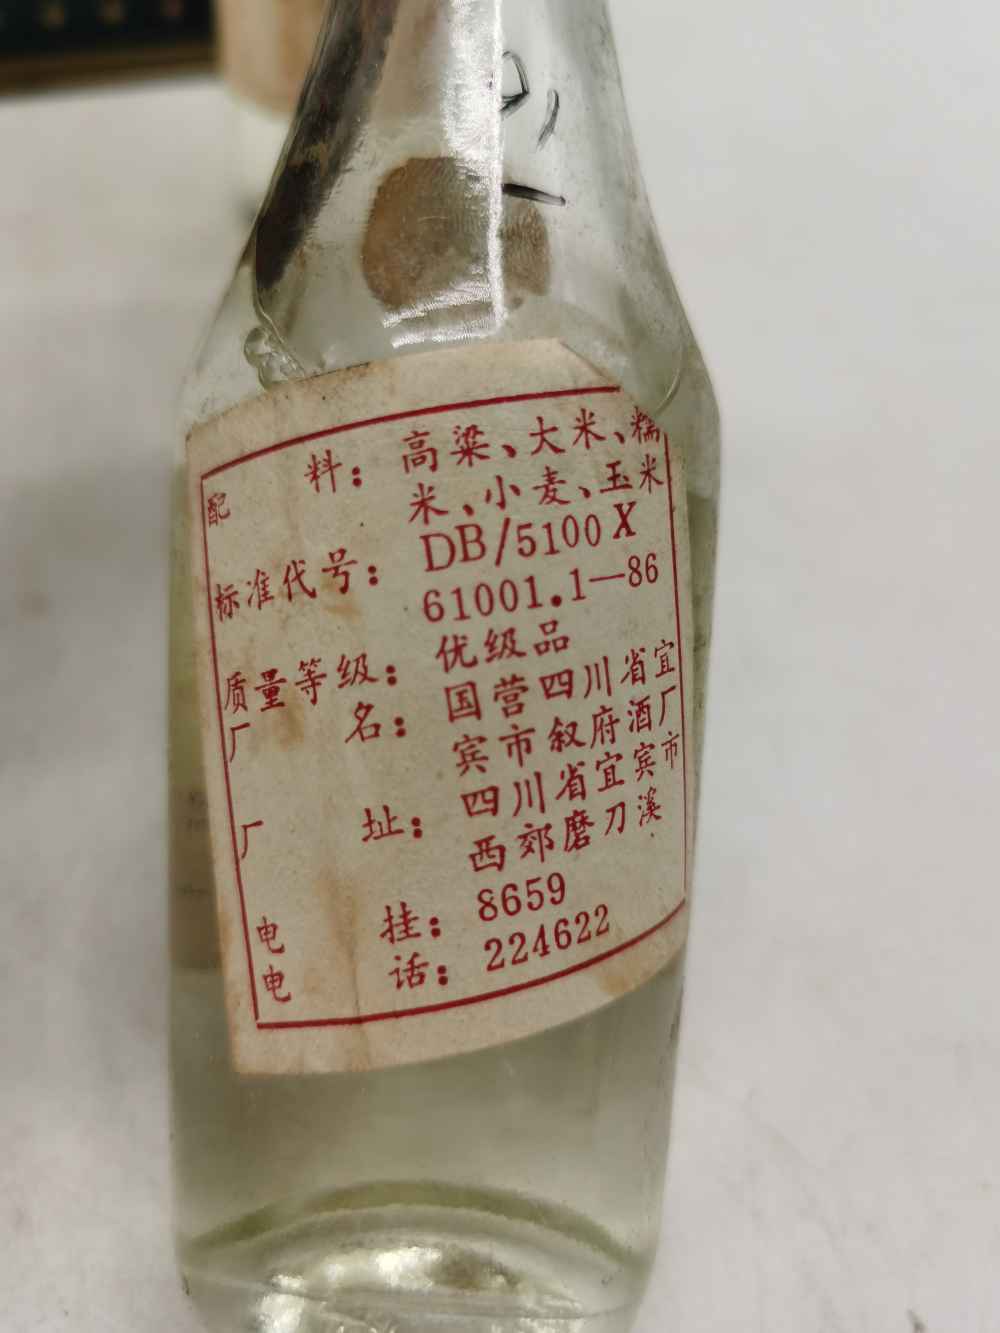 配料：高粱、大米、糯
米、小麦、玉米
标准代号：DB/5100 X
61001.1—86
质量等级：优级品
厂名：国营四川省宜
宾市叙府酒厂
厂址：四川省宜宾市
西郊磨刀溪
电挂：8659
电话：224622